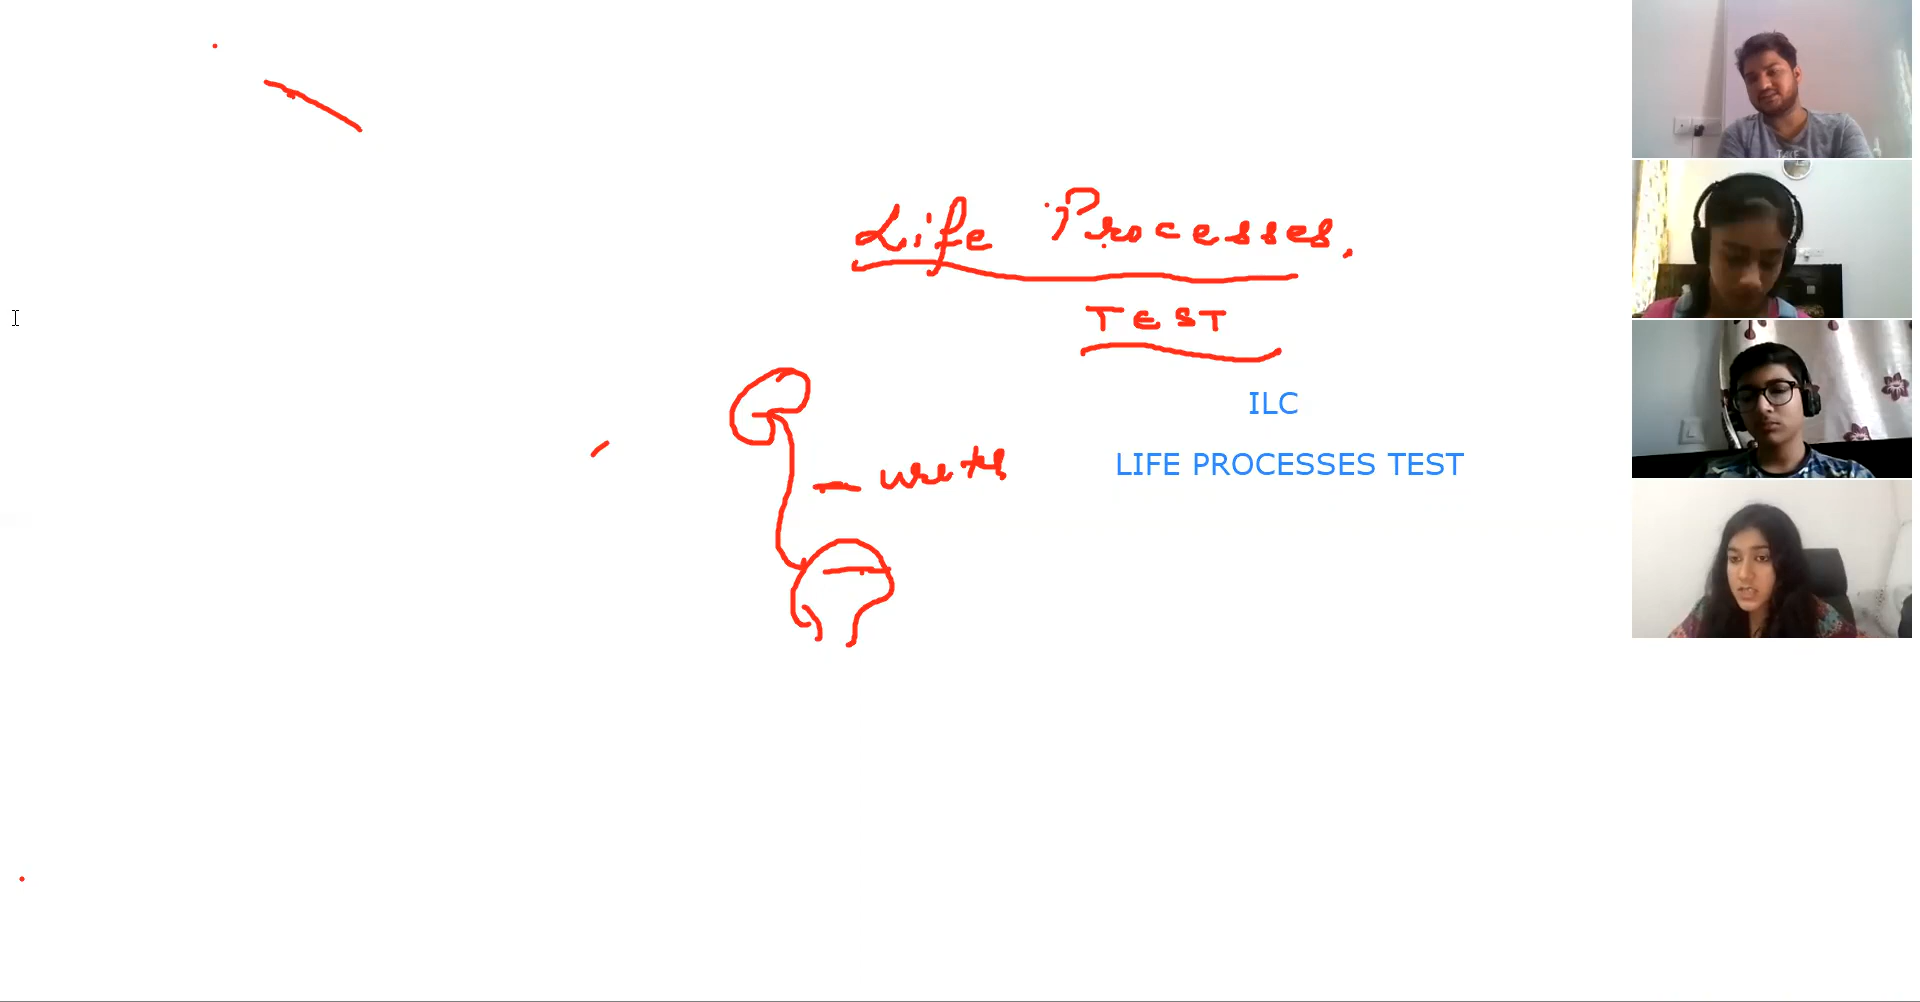 Life Processes.
TEST
ILC
LIFE PROCESSES TEST